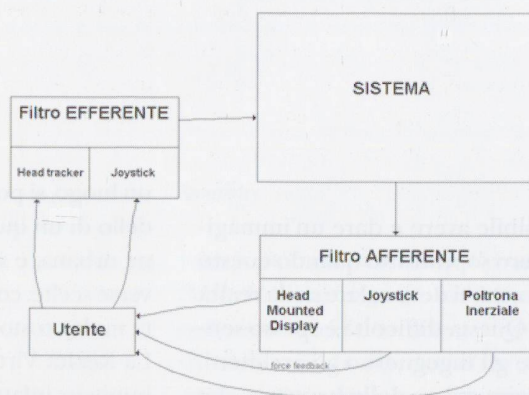 SISTEMA
Filtro EFFERENTE
Head tracker
Joystick
Filtro AFFERENTE
Head
Mounted
Display
Joystick
Poltrona
Inerziale
Utente
force feedback